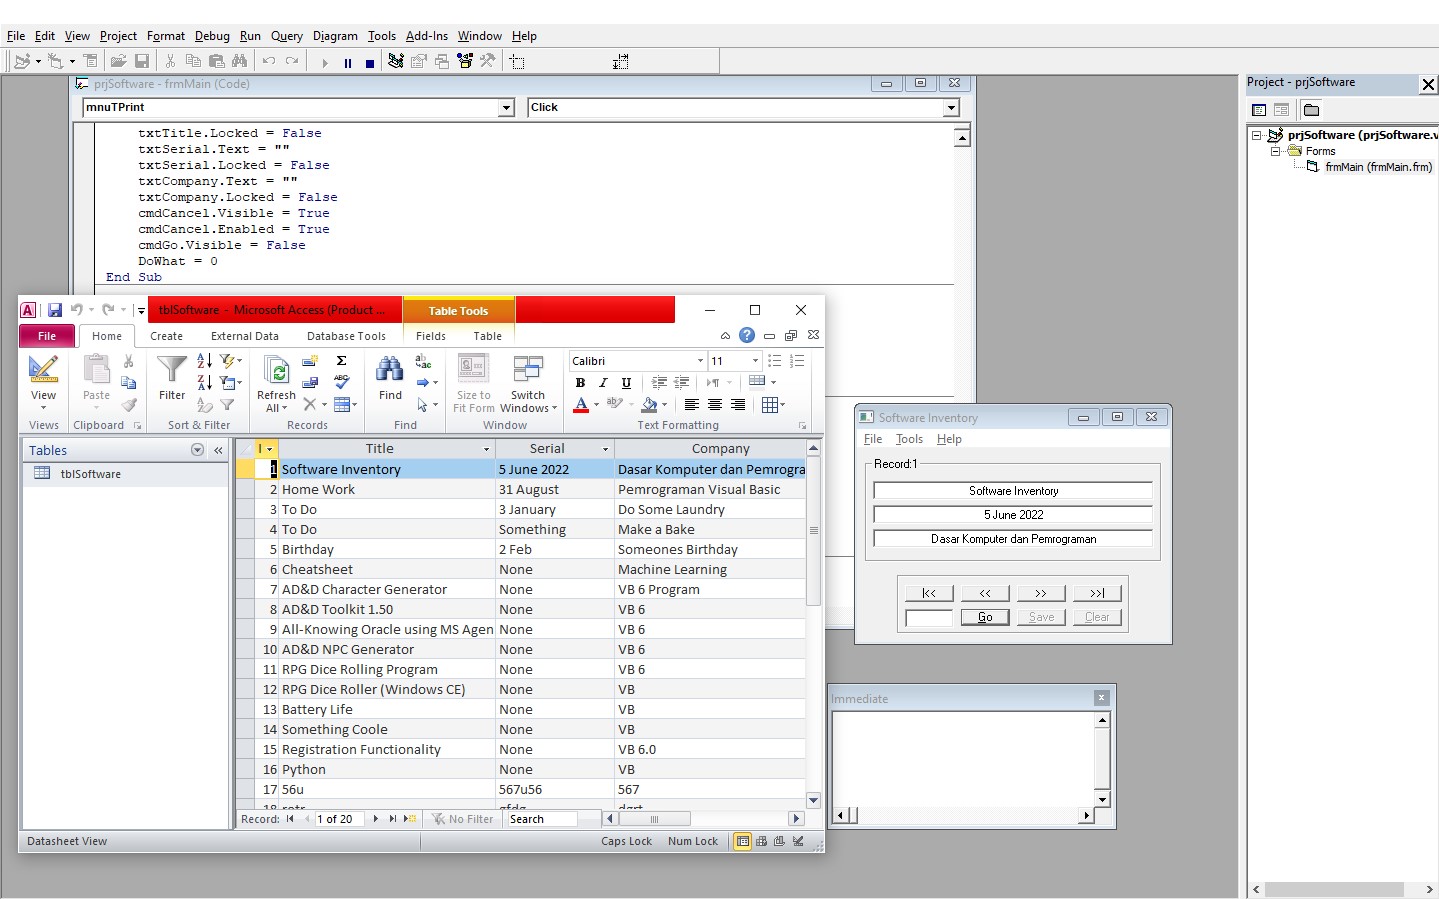 File Edit View Project Format Debug Run Query Diagram Tools Add-Ins Window Help
prjSoftware - frmMain (Code)
mnuTPrint Click
txtTitle.Locked = False
txtSerial.Text = ""
txtSerial.Locked = False
txtCompany.Text = ""
txtCompany.Locked = False
cmdCancel.Visible = True
cmdCancel.Enabled = True
cmdGo.Visible = False
DoWhat = 0
End Sub
Project - prjSoftware
prjSoftware (prjSoftware.v
Forms
frmMain (frmMain.frm)
tblSoftware - Microsoft Access (Product ... Table Tools
File Home Create External Data Database Tools Fields Table
View Paste Filter Refresh All Find Size to Fit Form Switch Windows Calibri 11
Views Clipboard Sort & Filter Records Find Window Text Formatting
Tables
tblSoftware
I Title Serial Company
1 Software Inventory 5 June 2022 Dasar Komputer dan Pemrogra
2 Home Work 31 August Pemrograman Visual Basic
3 To Do 3 January Do Some Laundry
4 To Do Something Make a Bake
5 Birthday 2 Feb Someones Birthday
6 Cheatsheet None Machine Learning
7 AD&D Character Generator None VB 6 Program
8 AD&D Toolkit 1.50 None VB 6
9 All-Knowing Oracle using MS Agen None VB 6
10 AD&D NPC Generator None VB 6
11 RPG Dice Rolling Program None VB 6
12 RPG Dice Roller (Windows CE) None VB
13 Battery Life None VB
14 Something Coole None VB
15 Registration Functionality None VB 6.0
16 Python None VB
17 56u 567u56 567
Record: 1 of 20 No Filter Search
Datasheet View Caps Lock Num Lock
Software Inventory
File Tools Help
Record:1
Software Inventory
5 June 2022
Dasar Komputer dan Pemrograman
|<< << >> >>|
Go Save Clear
Immediate